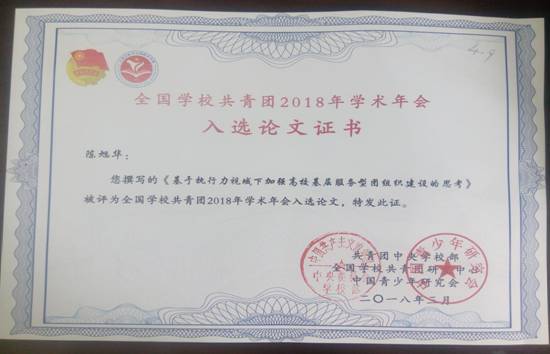 4-9
全国学校共青团2018年学术年会
入选论文证书
陈旭华：
您撰写的《基于执行力视域下加强高校基层服务型团组织建设的思考》
被评为全国学校共青团2018年学术年会入选论文，特发此证。
共青团中央学校部
全国学校共青团研 中
中国青少年研究会
二〇一八年三月